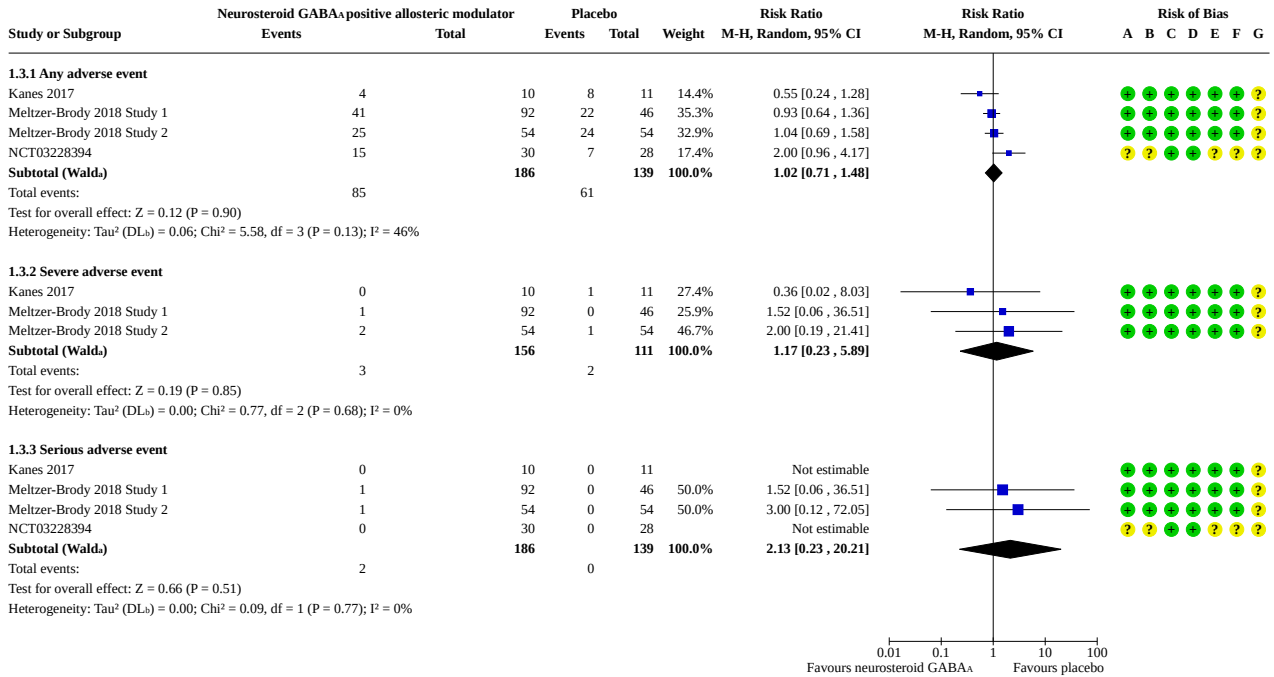 Neurosteroid GABAA positive allosteric modulator Placebo Risk Ratio Risk Ratio Risk of Bias
Study or Subgroup Events Total Events Total Weight M-H, Random, 95% CI M-H, Random, 95% CI A B C D E F G
1.3.1 Any adverse event
Kanes 2017 4 10 8 11 14.4% 0.55 [0.24 , 1.28] + + + + + + ?
Meltzer-Brody 2018 Study 1 41 92 22 46 35.3% 0.93 [0.64 , 1.36] + + + + + + ?
Meltzer-Brody 2018 Study 2 25 54 24 54 32.9% 1.04 [0.69 , 1.58] + + + + + + ?
NCT03228394 15 30 7 28 17.4% 2.00 [0.96 , 4.17] ? ? + + ? ? ?
Subtotal (Walda) 186 139 100.0% 1.02 [0.71 , 1.48]
Total events: 85 61
Test for overall effect: Z = 0.12 (P = 0.90)
Heterogeneity: Tau² (DLb) = 0.06; Chi² = 5.58, df = 3 (P = 0.13); I² = 46%
1.3.2 Severe adverse event
Kanes 2017 0 10 1 11 27.4% 0.36 [0.02 , 8.03] + + + + + + ?
Meltzer-Brody 2018 Study 1 1 92 0 46 25.9% 1.52 [0.06 , 36.51] + + + + + + ?
Meltzer-Brody 2018 Study 2 2 54 1 54 46.7% 2.00 [0.19 , 21.41] + + + + + + ?
Subtotal (Walda) 156 111 100.0% 1.17 [0.23 , 5.89]
Total events: 3 2
Test for overall effect: Z = 0.19 (P = 0.85)
Heterogeneity: Tau² (DLb) = 0.00; Chi² = 0.77, df = 2 (P = 0.68); I² = 0%
1.3.3 Serious adverse event
Kanes 2017 0 10 0 11 Not estimable + + + + + + ?
Meltzer-Brody 2018 Study 1 1 92 0 46 50.0% 1.52 [0.06 , 36.51] + + + + + + ?
Meltzer-Brody 2018 Study 2 1 54 0 54 50.0% 3.00 [0.12 , 72.05] + + + + + + ?
NCT03228394 0 30 0 28 Not estimable ? ? + + ? ? ?
Subtotal (Walda) 186 139 100.0% 2.13 [0.23 , 20.21]
Total events: 2 0
Test for overall effect: Z = 0.66 (P = 0.51)
Heterogeneity: Tau² (DLb) = 0.00; Chi² = 0.09, df = 1 (P = 0.77); I² = 0%
0.01 0.1 1 10 100
Favours neurosteroid GABAA Favours placebo